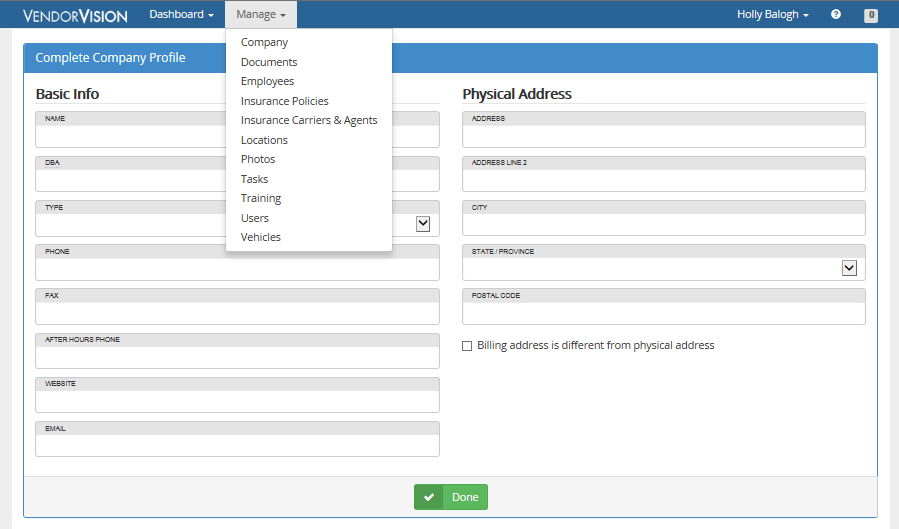 VENDORVISION Dashboard Manage Holly Balogh 0
Company
Documents
Employees
Insurance Policies
Insurance Carriers & Agents
Locations
Photos
Tasks
Training
Users
Vehicles
Complete Company Profile
Basic Info
NAME
DBA
TYPE
PHONE
FAX
AFTER HOURS PHONE
WEBSITE
EMAIL
Physical Address
ADDRESS
ADDRESS LINE 2
CITY
STATE / PROVINCE
POSTAL CODE
Billing address is different from physical address
Done